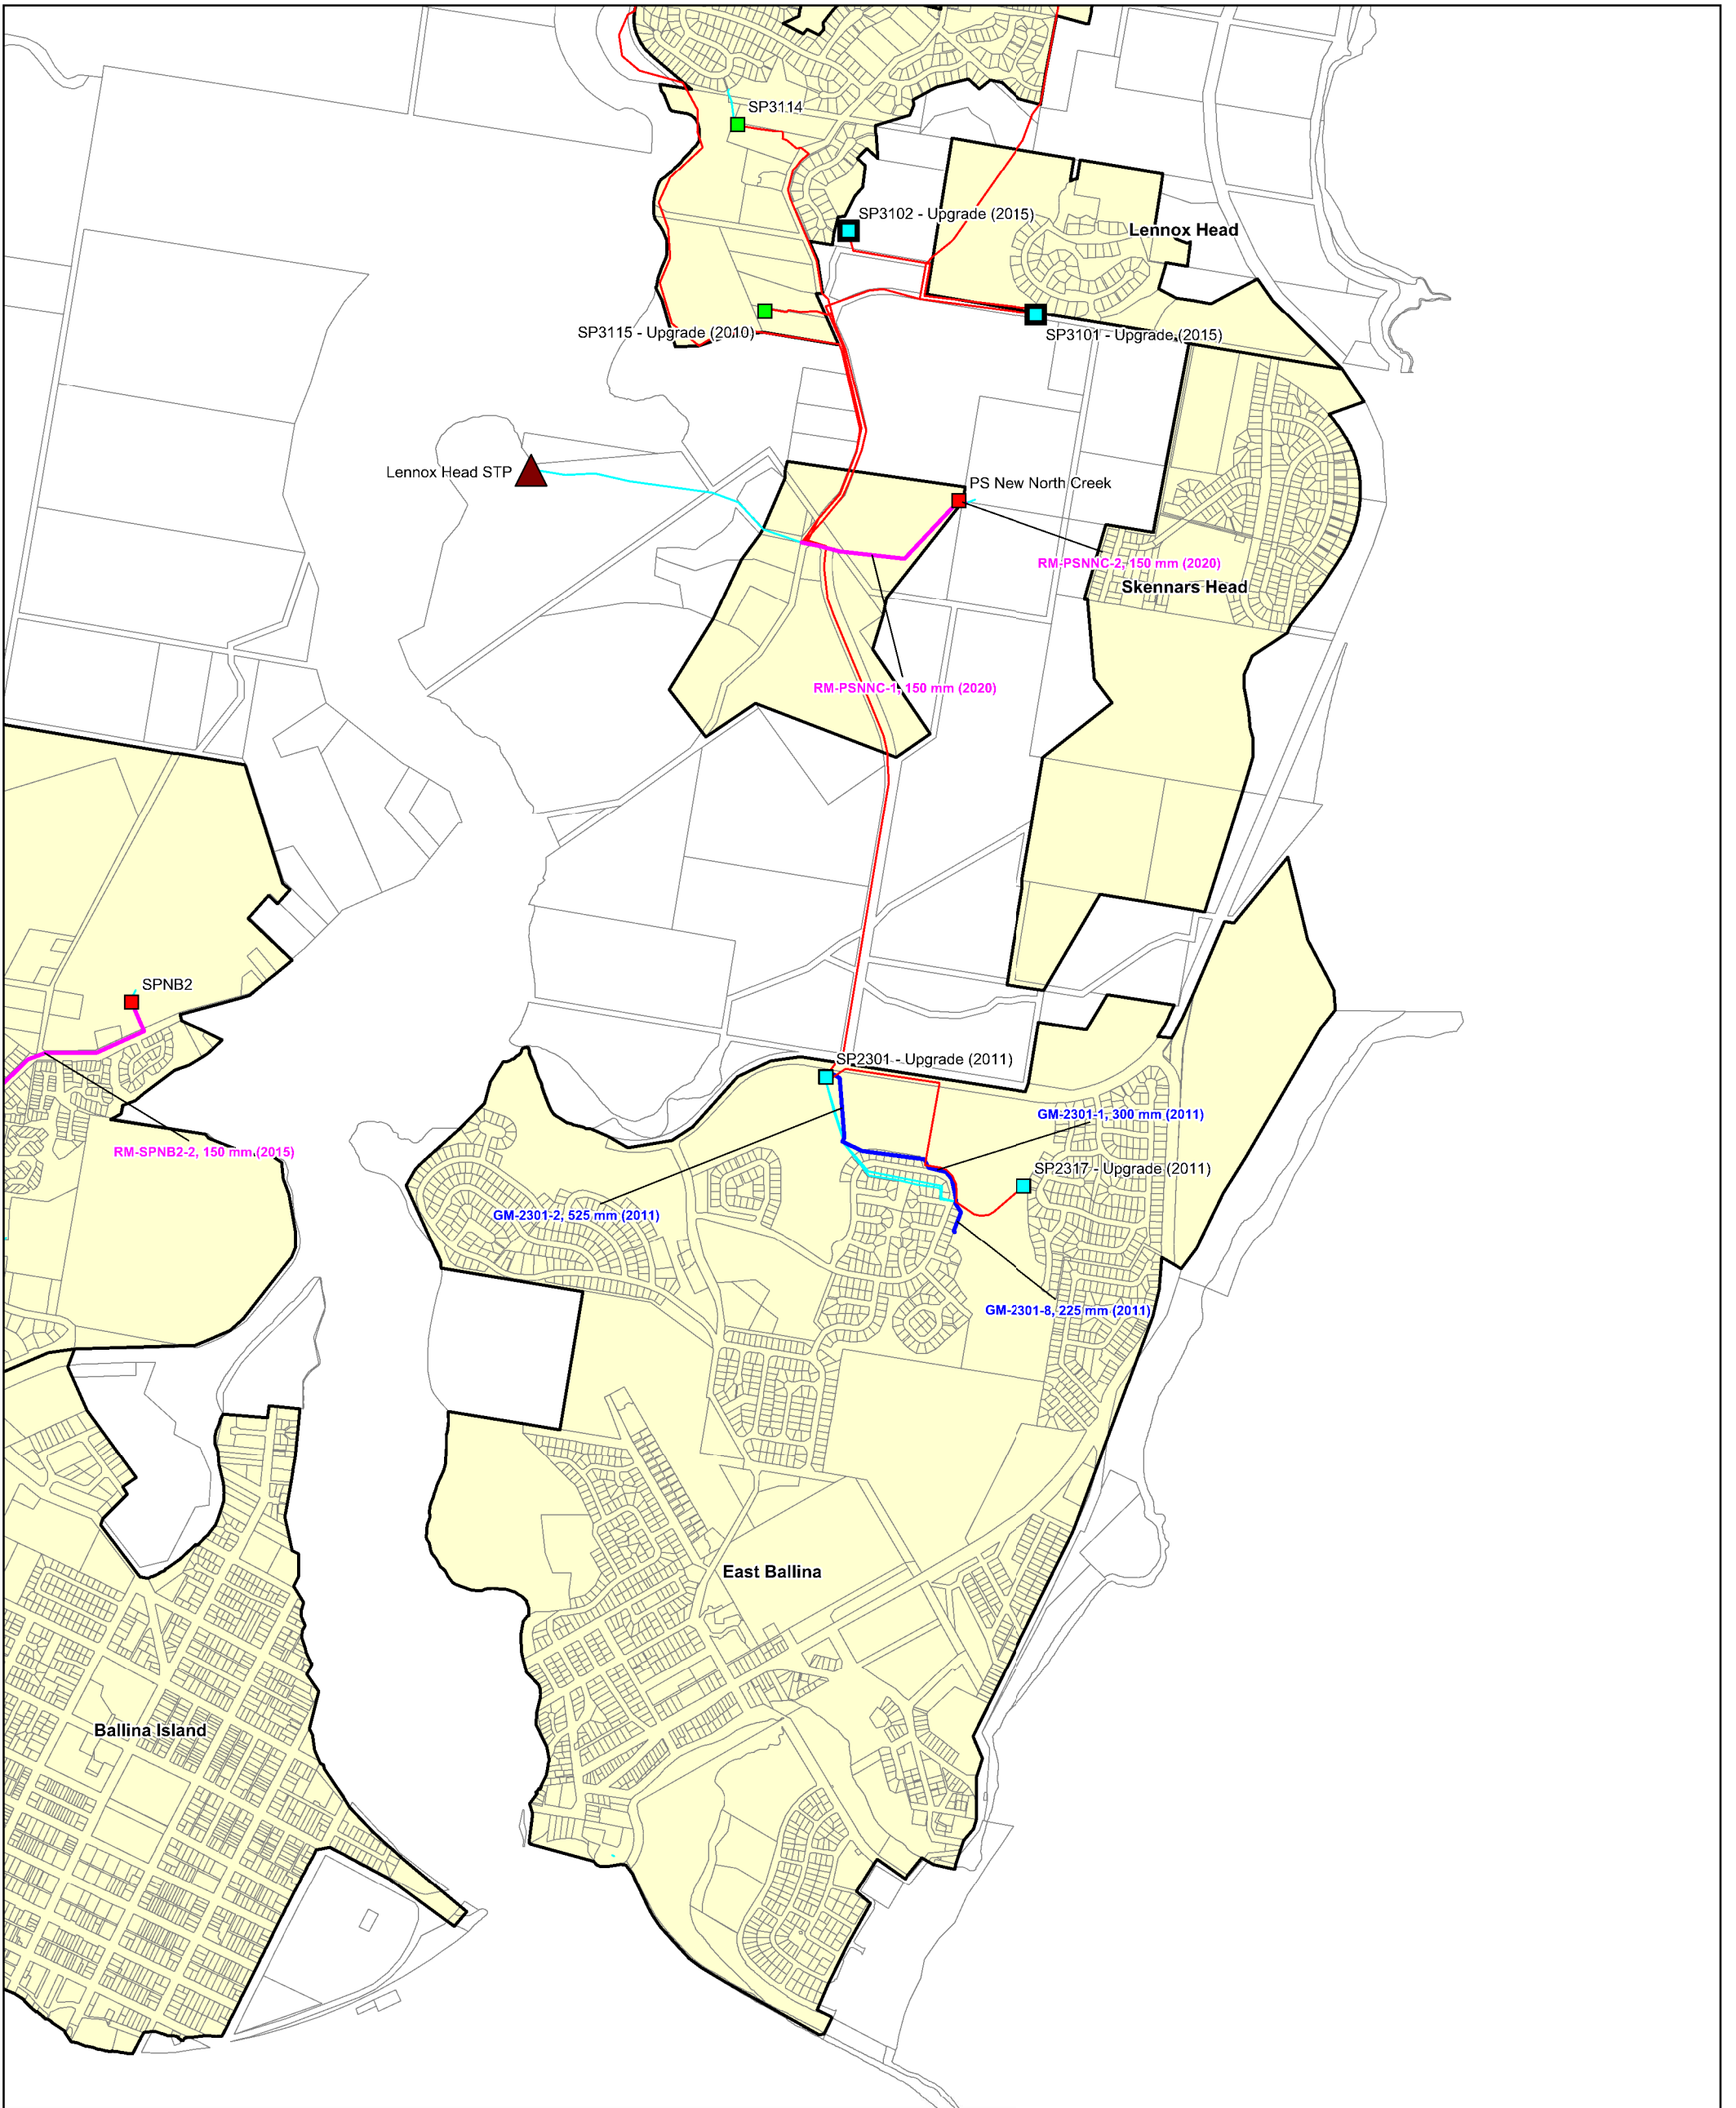 SP3114
SP3102 - Upgrade (2015)
Lennox Head
SP3115 - Upgrade (2010)
SP3101 - Upgrade (2015)
Lennox Head STP
PS New North Creek
RM-PSNNC-2, 150 mm (2020)
Skennars Head
RM-PSNNC-1, 150 mm (2020)
SPNB2
SP2301 - Upgrade (2011)
GM-2301-1, 300 mm (2011)
RM-SPNB2-2, 150 mm (2015)
SP2317 - Upgrade (2011)
GM-2301-2, 525 mm (2011)
GM-2301-8, 225 mm (2011)
East Ballina
Ballina Island